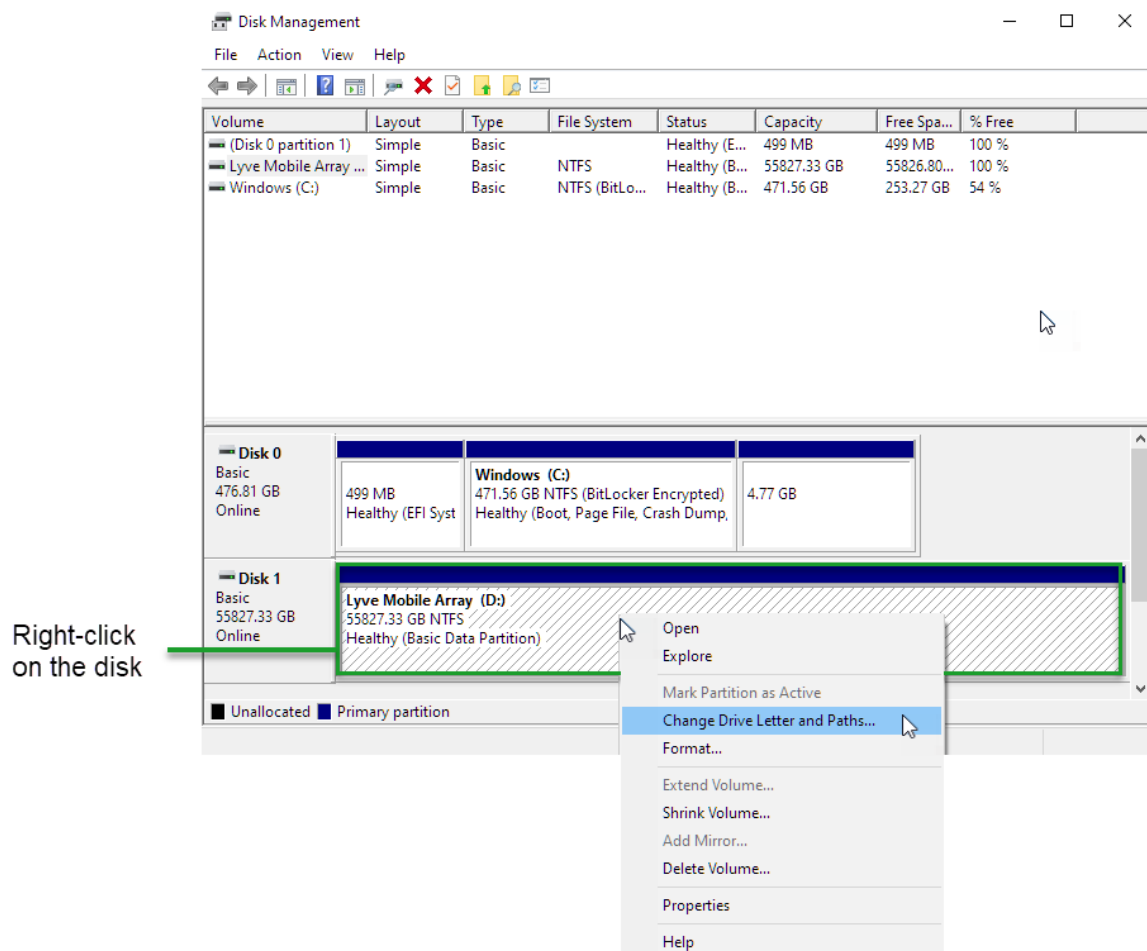 Disk Management
File Action View Help
Volume Layout Type File System Status Capacity Free Spa... % Free
(Disk 0 partition 1) Simple Basic Healthy (E... 499 MB 499 MB 100 %
Lyve Mobile Array ... Simple Basic NTFS Healthy (B... 55827.33 GB 55826.80... 100 %
Windows (C:) Simple Basic NTFS (BitLo... Healthy (B... 471.56 GB 253.27 GB 54 %
Disk 0
Basic
476.81 GB
Online
499 MB
Healthy (EFI Syst
Windows (C:)
471.56 GB NTFS (BitLocker Encrypted)
Healthy (Boot, Page File, Crash Dump,
4.77 GB
Disk 1
Basic
55827.33 GB
Online
Lyve Mobile Array (D:)
55827.33 GB NTFS
Healthy (Basic Data Partition)
Right-click
on the disk
Unallocated Primary partition
Open
Explore
Mark Partition as Active
Change Drive Letter and Paths...
Format...
Extend Volume...
Shrink Volume...
Add Mirror...
Delete Volume...
Properties
Help